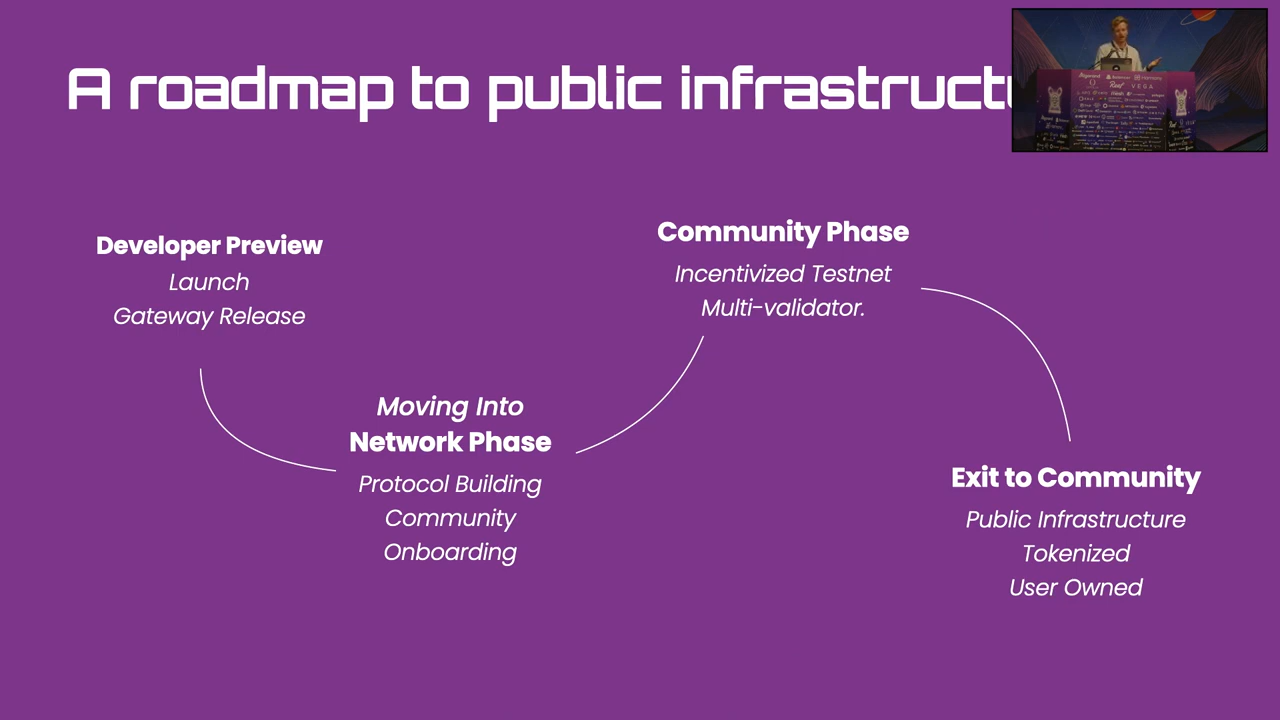 A roadmap to public infrastruct
Developer Preview
Launch
Gateway Release
Moving Into
Network Phase
Protocol Building
Community
Onboarding
Community Phase
Incentivized Testnet
Multi-validator.
Exit to Community
Public Infrastructure
Tokenized
User Owned
VEGA